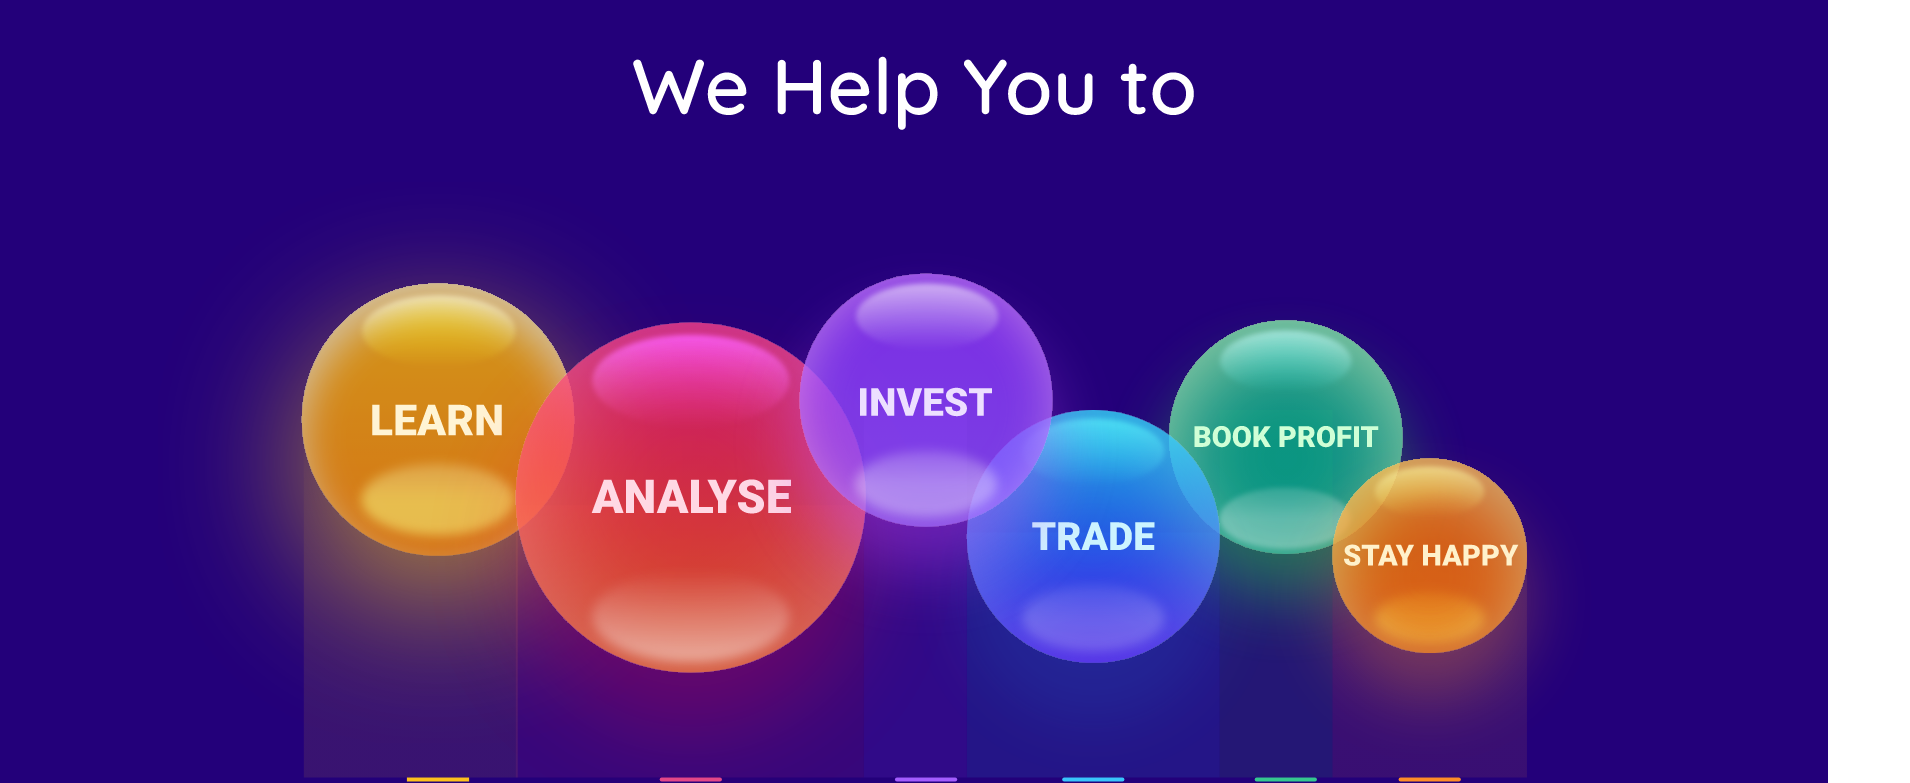 We Help You to
LEARN
ANALYSE
INVEST
TRADE
BOOK PROFIT
STAY HAPPY